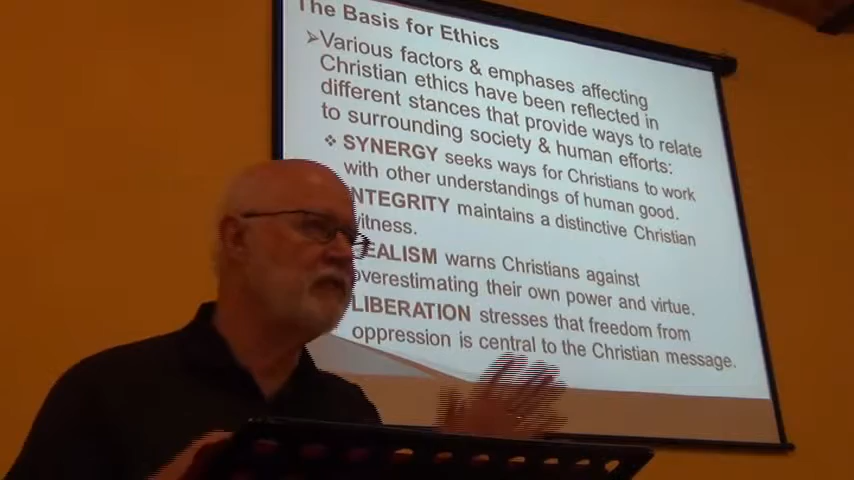 The Basis for Ethics
➢Various factors & emphases affecting
Christian ethics have been reflected in
different stances that provide ways to relate
to surrounding society, & human efforts:
❖ SYNERGY seeks ways for Christians to work
with other understandings of human good.
NTEGRITY maintains a distinctive Christian
witness.
EALISM warns Christians against
overestimating their own power and virtue.
LIBERATION stresses that freedom from
oppression is central to the Christian message.